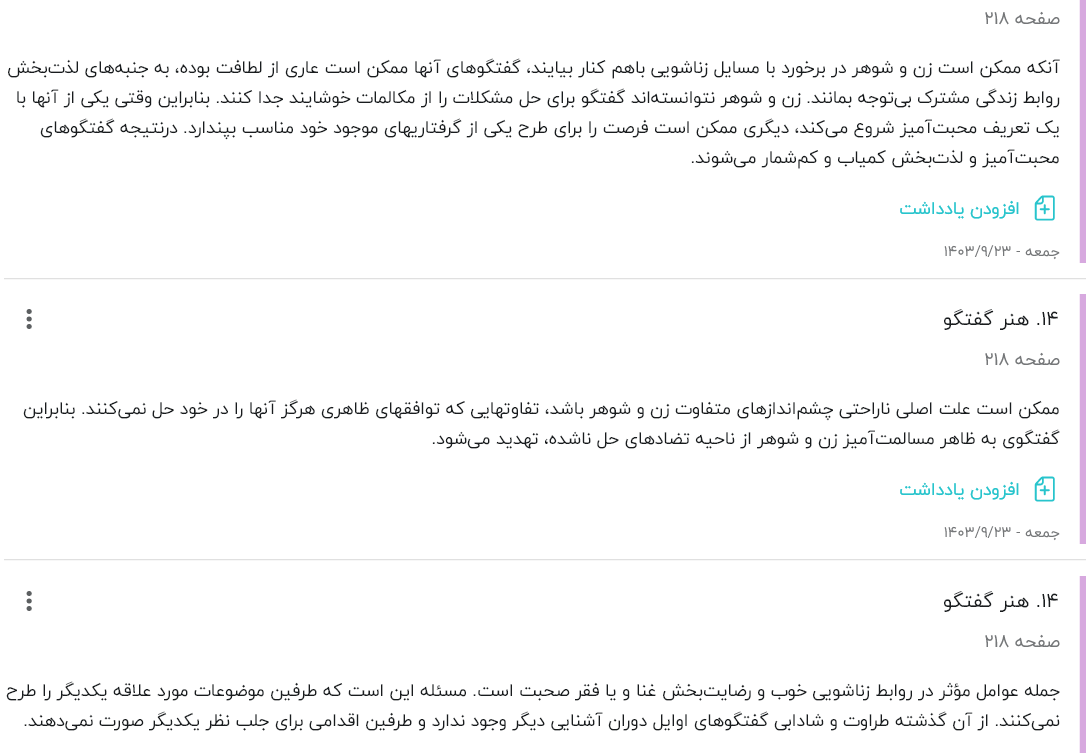 صفحه ۲۱۸
آنکه ممکن است زن و شوهر در برخورد با مسایل زناشویی باهم کنار بیایند، گفتگوهای آنها ممکن است عاری از لطافت بوده، به جنبه‌های لذت‌بخش
روابط زندگی مشترک بی‌توجه بمانند. زن و شوهر نتوانسته‌اند گفتگو برای حل مشکلات را از مکالمات خوشایند جدا کنند. بنابراین وقتی یکی از آنها با
یک تعریف محبت‌آمیز شروع می‌کند، دیگری ممکن است فرصت را برای طرح یکی از گرفتاریهای موجود خود مناسب بپندارد. درنتیجه گفتگوهای
محبت‌آمیز و لذت‌بخش کمیاب و کم‌شمار می‌شوند.
افزودن یادداشت
جمعه - ۱۴۰۳/۹/۲۳
۱۴. هنر گفتگو
صفحه ۲۱۸
ممکن است علت اصلی ناراحتی چشم‌اندازهای متفاوت زن و شوهر باشد، تفاوتهایی که توافقهای ظاهری هرگز آنها را در خود حل نمی‌کنند. بنابراین
گفتگوی به ظاهر مسالمت‌آمیز زن و شوهر از ناحیه تضادهای حل ناشده، تهدید می‌شود.
افزودن یادداشت
جمعه - ۱۴۰۳/۹/۲۳
۱۴. هنر گفتگو
صفحه ۲۱۸
جمله عوامل مؤثر در روابط زناشویی خوب و رضایت‌بخش غنا و یا فقر صحبت است. مسئله این است که طرفین موضوعات مورد علاقه یکدیگر را طرح
نمی‌کنند. از آن گذشته طراوت و شادابی گفتگوهای اوایل دوران آشنایی دیگر وجود ندارد و طرفین اقدامی برای جلب نظر یکدیگر صورت نمی‌دهند.